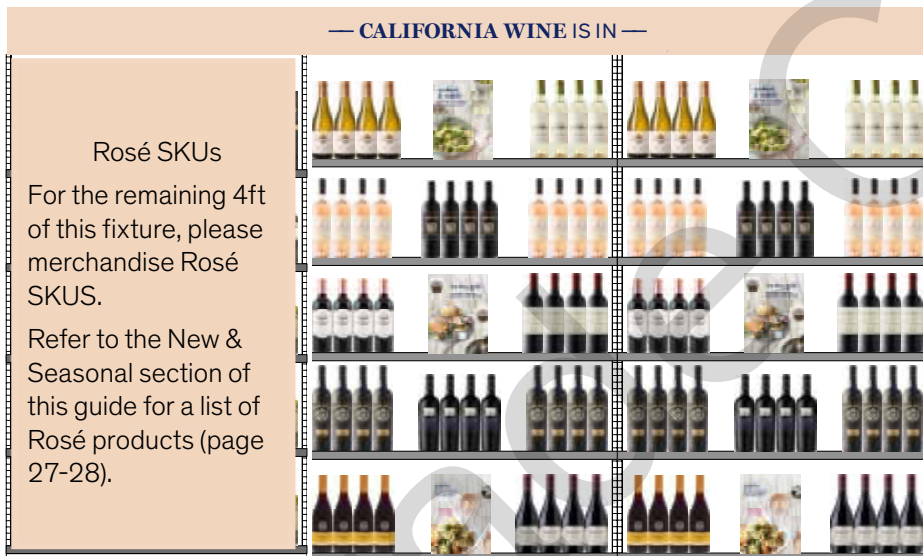 — CALIFORNIA WINE IS IN —
Rosé SKUs
For the remaining 4ft
of this fixture, please
merchandise Rosé
SKUS.
Refer to the New &
Seasonal section of
this guide for a list of
Rosé products (page
27-28).